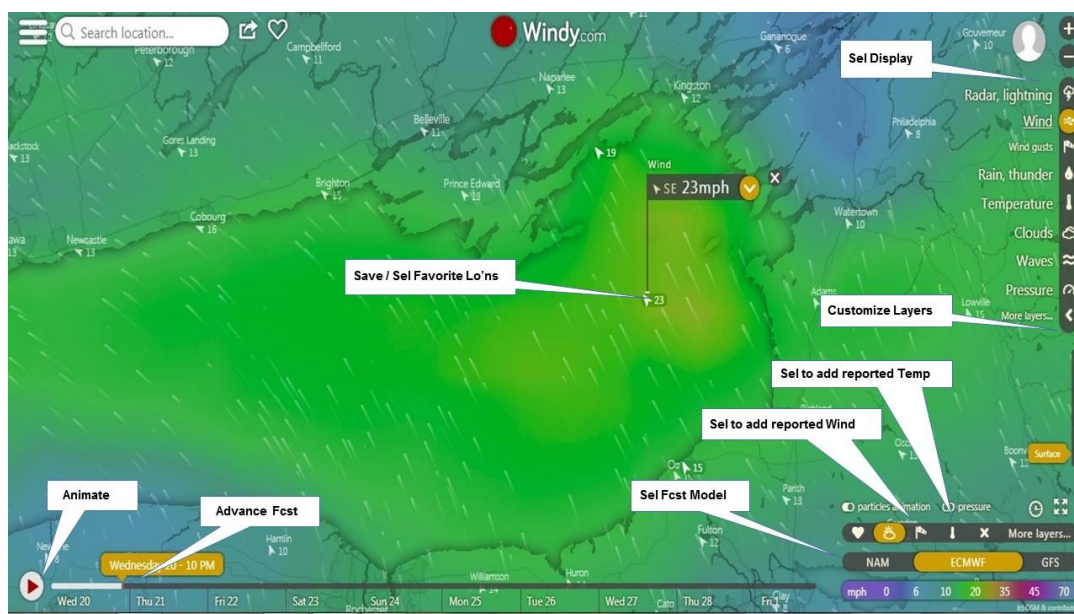 Search location...
Windy.com
Peterborough
12
Campbellford
11
11
Gananoque
6
Gouverneur
10
Sel Display
Napanee
13
Kingston
12
Radar, lightning
Belleville
11
Philadelphia
8
Wind
Gores Landing
13
13
19
Wind
Wind gusts
SE 23mph
Rain, thunder
Brighton
15
Prince Edward
13
Temperature
Cobourg
16
Watertown
10
Newcastle
13
13
Clouds
Waves
Save / Sel Favorite Lo'ns
23
Adams
Pressure
Lowville
15
More layers...
Customize Layers
Sel to add reported Temp
Sel to add reported Wind
15
Surface
12
Animate
Advance Fcst
Sel Fcst Model
Parish
13
particles animation
pressure
Fulton
12
More layers...
Hamlin
10
Wednesday 20 - 10 PM
NAM
ECMWF
GFS
Williamson
Huron
mph 0 6 10 20 35 45 70
Wed 20
Thu 21
Fri 22
Sat 23
Rochester
Sun 24
Mon 25
Tue 26
Wed 27
Cato
Thu 28